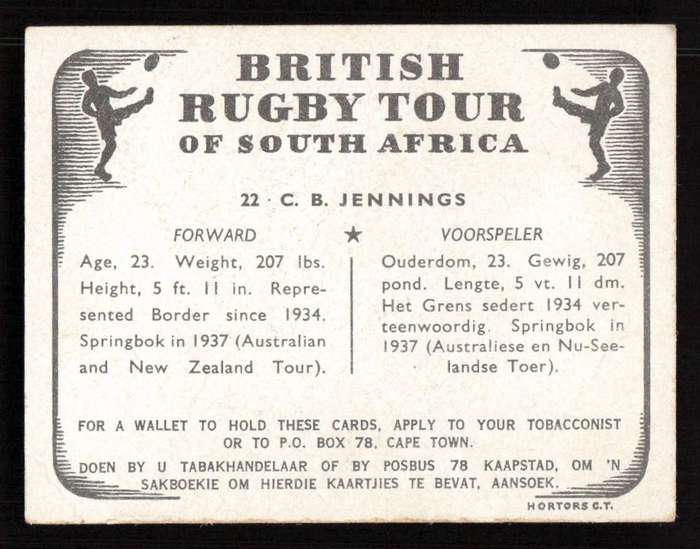 BRITISH
RUGBY TOUR
OF SOUTH AFRICA
22 · C. B. JENNINGS
FORWARD
Age, 23. Weight, 207 lbs.
Height, 5 ft. 11 in. Repre-
sented Border since 1934.
Springbok in 1937 (Australian
and New Zealand Tour).
★
VOORSPELER
Ouderdom, 23. Gewig, 207
pond. Lengte, 5 vt. 11 dm.
Het Grens sedert 1934 ver-
teenwoordig. Springbok in
1937 (Australiese en Nu-See-
landse Toer).
FOR A WALLET TO HOLD THESE CARDS, APPLY TO YOUR TOBACCONIST
OR TO P.O. BOX 78, CAPE TOWN.
DOEN BY U TABAKHANDELAAR OF BY POSBUS 78 KAAPSTAD, OM 'N
SAKBOEKIE OM HIERDIE KAARTJIES TE BEVAT, AANSOEK.
HORTORS C.T.